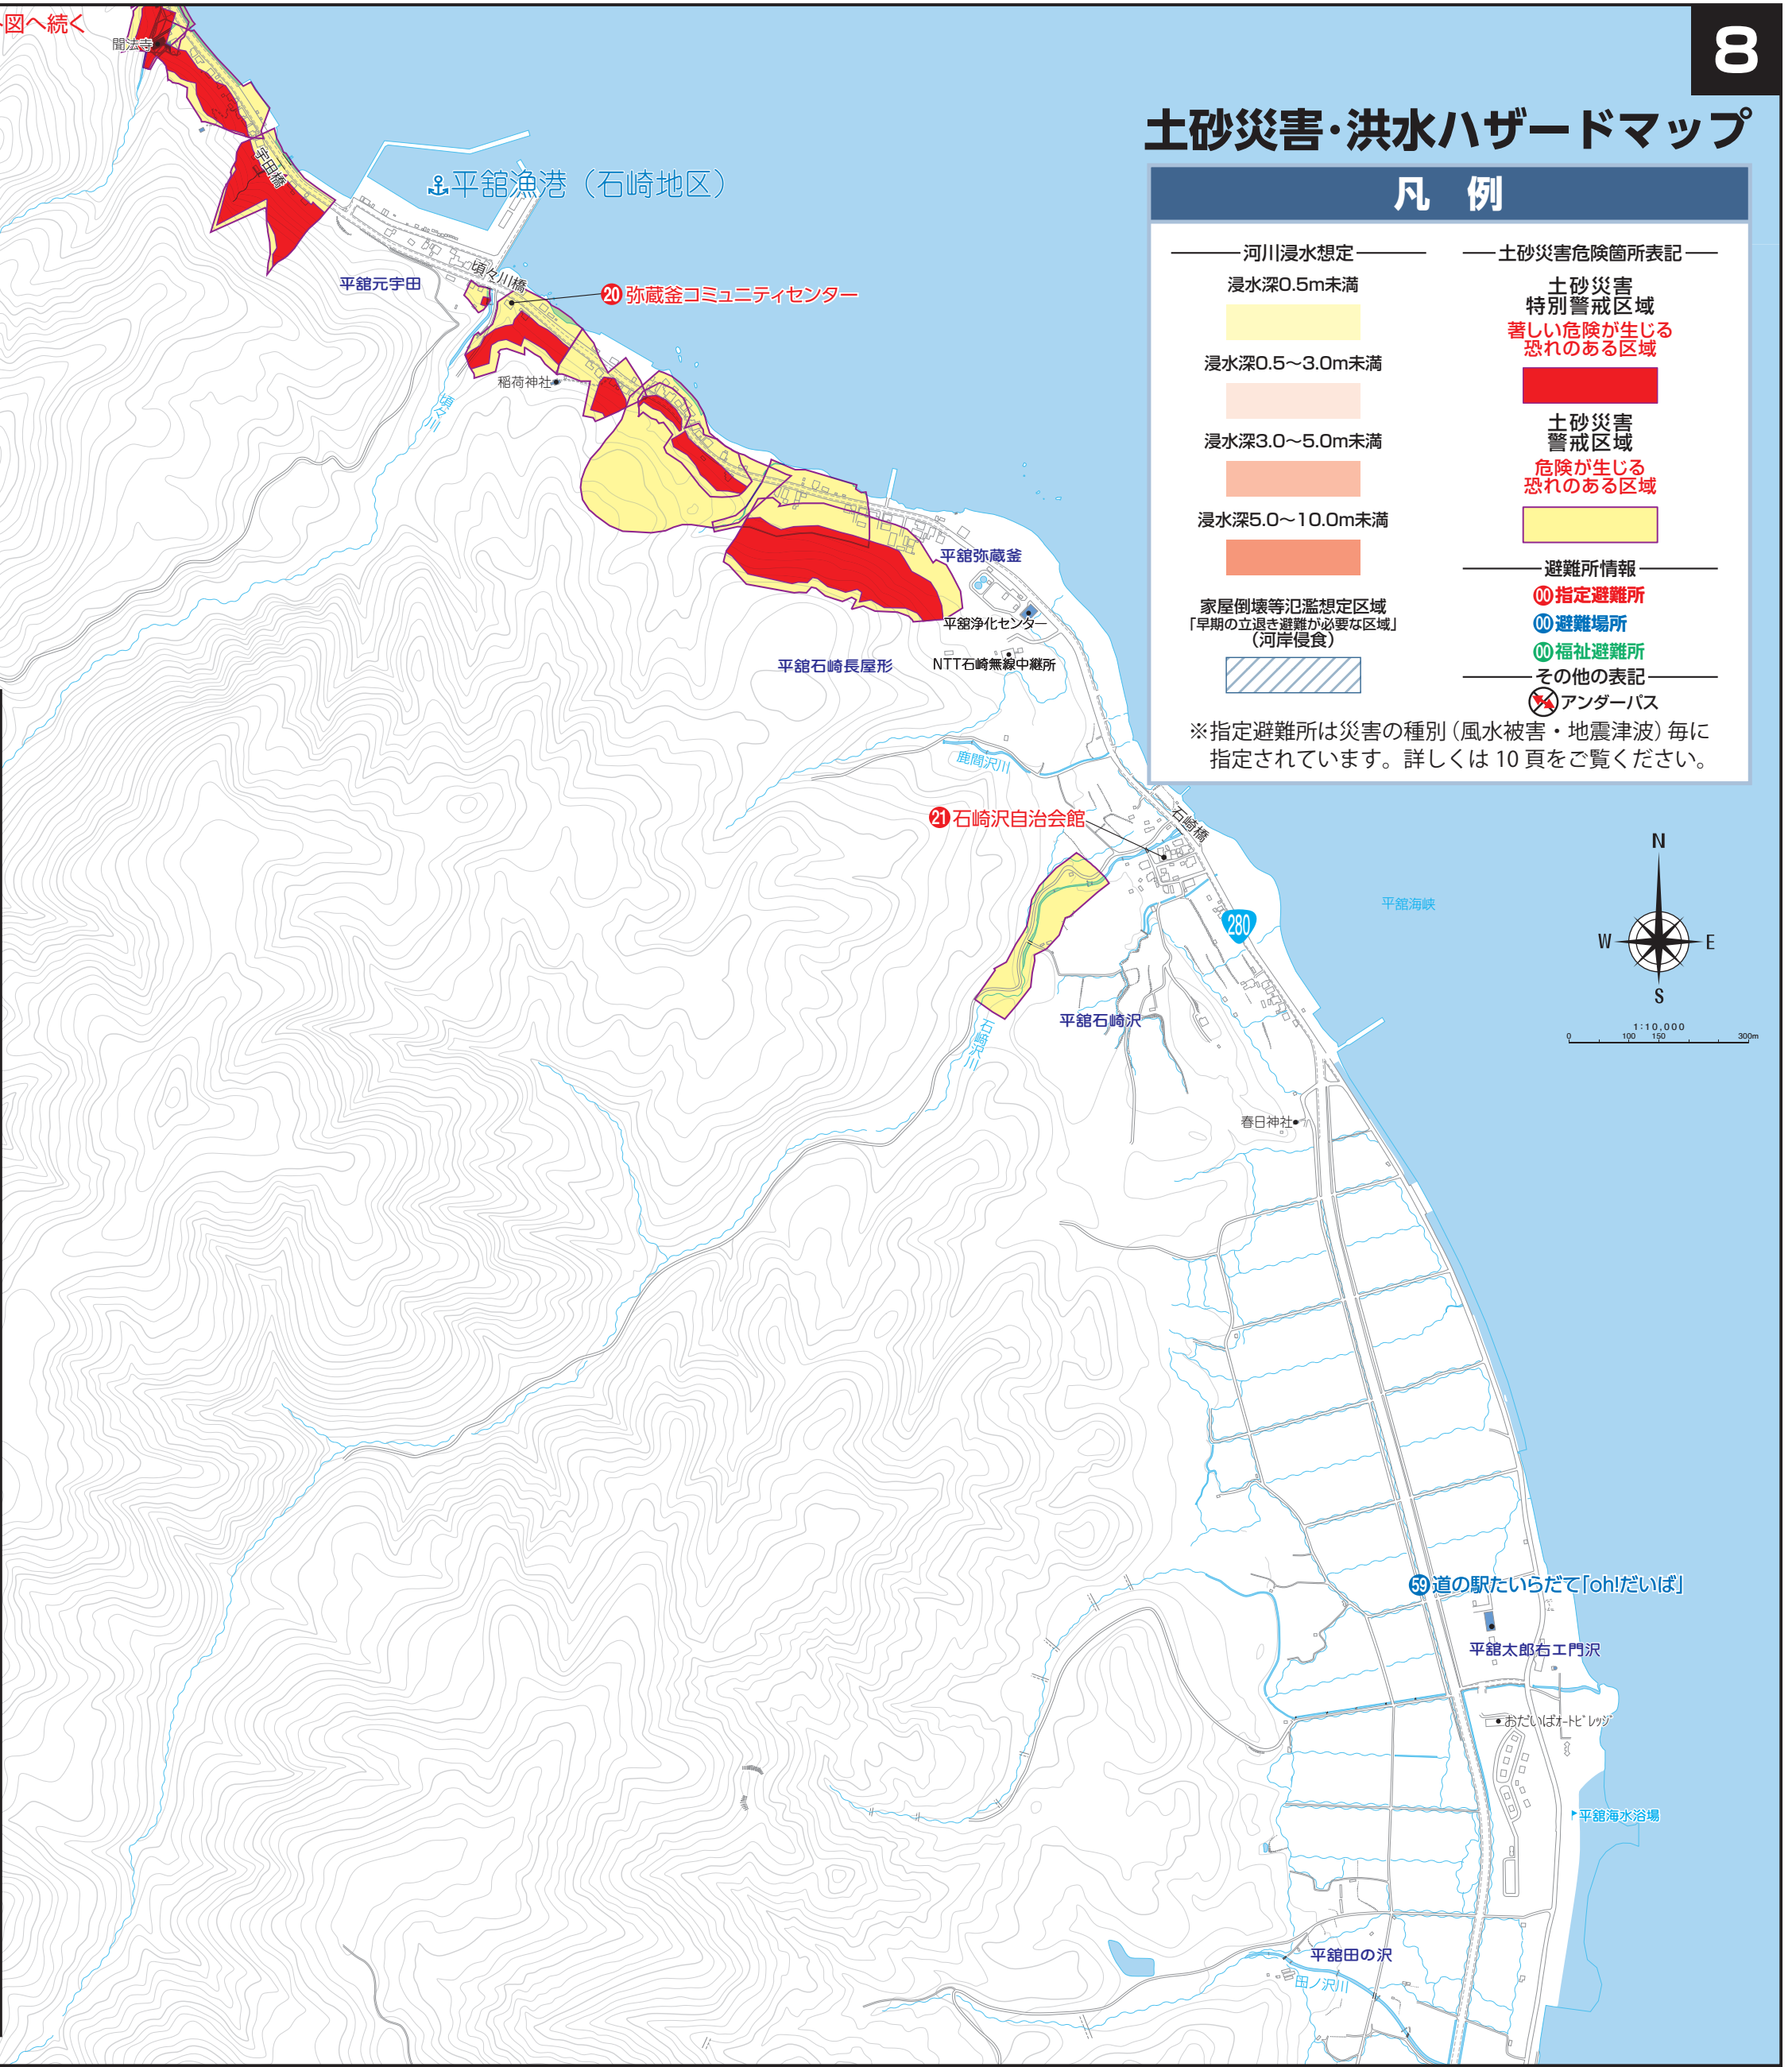 図へ続く
8
土砂災害・洪水ハザードマップ
凡 例
河川浸水想定
浸水深0.5m未満
浸水深0.5～3.0m未満
浸水深3.0～5.0m未満
浸水深5.0～10.0m未満
家屋倒壊等氾濫想定区域
「早期の立退き避難が必要な区域」
（河岸侵食）
土砂災害危険箇所表記
土砂災害
特別警戒区域
著しい危険が生じる
恐れのある区域
土砂災害
警戒区域
危険が生じる
恐れのある区域
避難所情報
00指定避難所
00避難場所
00福祉避難所
その他の表記
アンダーパス
※指定避難所は災害の種別（風水被害・地震津波）毎に
指定されています。詳しくは 10 頁をご覧ください。
聞法寺
宇田橋
平舘漁港（石崎地区）
平舘元宇田
頃々川橋
20 弥蔵釜コミュニティセンター
稲荷神社
頃々川
平舘弥蔵釜
平舘浄化センター
平舘石崎長屋形
NTT石崎無線中継所
鹿間沢川
21 石崎沢自治会館
石崎橋
280
平舘海峡
N
W
E
S
1:10,000
0 100 150 300m
平舘石崎沢
石崎沢川
春日神社
59 道の駅たいらだて「oh!だいば」
平舘太郎右エ門沢
おだいばｵｰﾄﾋﾞﾚｯｼﾞ
平舘海水浴場
平舘田の沢
田ノ沢川